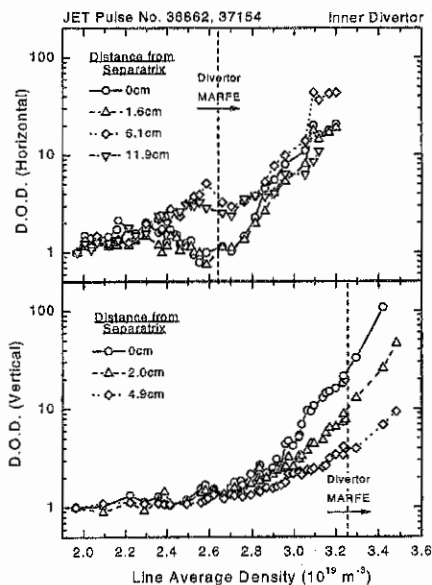 JET Pulse No. 38662, 37154 Inner Divertor
Distance from
Separatrix
0cm
1.6cm
6.1cm
11.9cm
Divertor
MARFE
D.O.D. (Horizontal)
100
10
1
Distance from
Separatrix
0cm
2.0cm
4.9cm
Divertor
MARFE
D.O.D. (Vertical)
100
10
1
2.0 2.2 2.4 2.6 2.8 3.0 3.2 3.4 3.6
Line Average Density (10¹⁹ m⁻³)